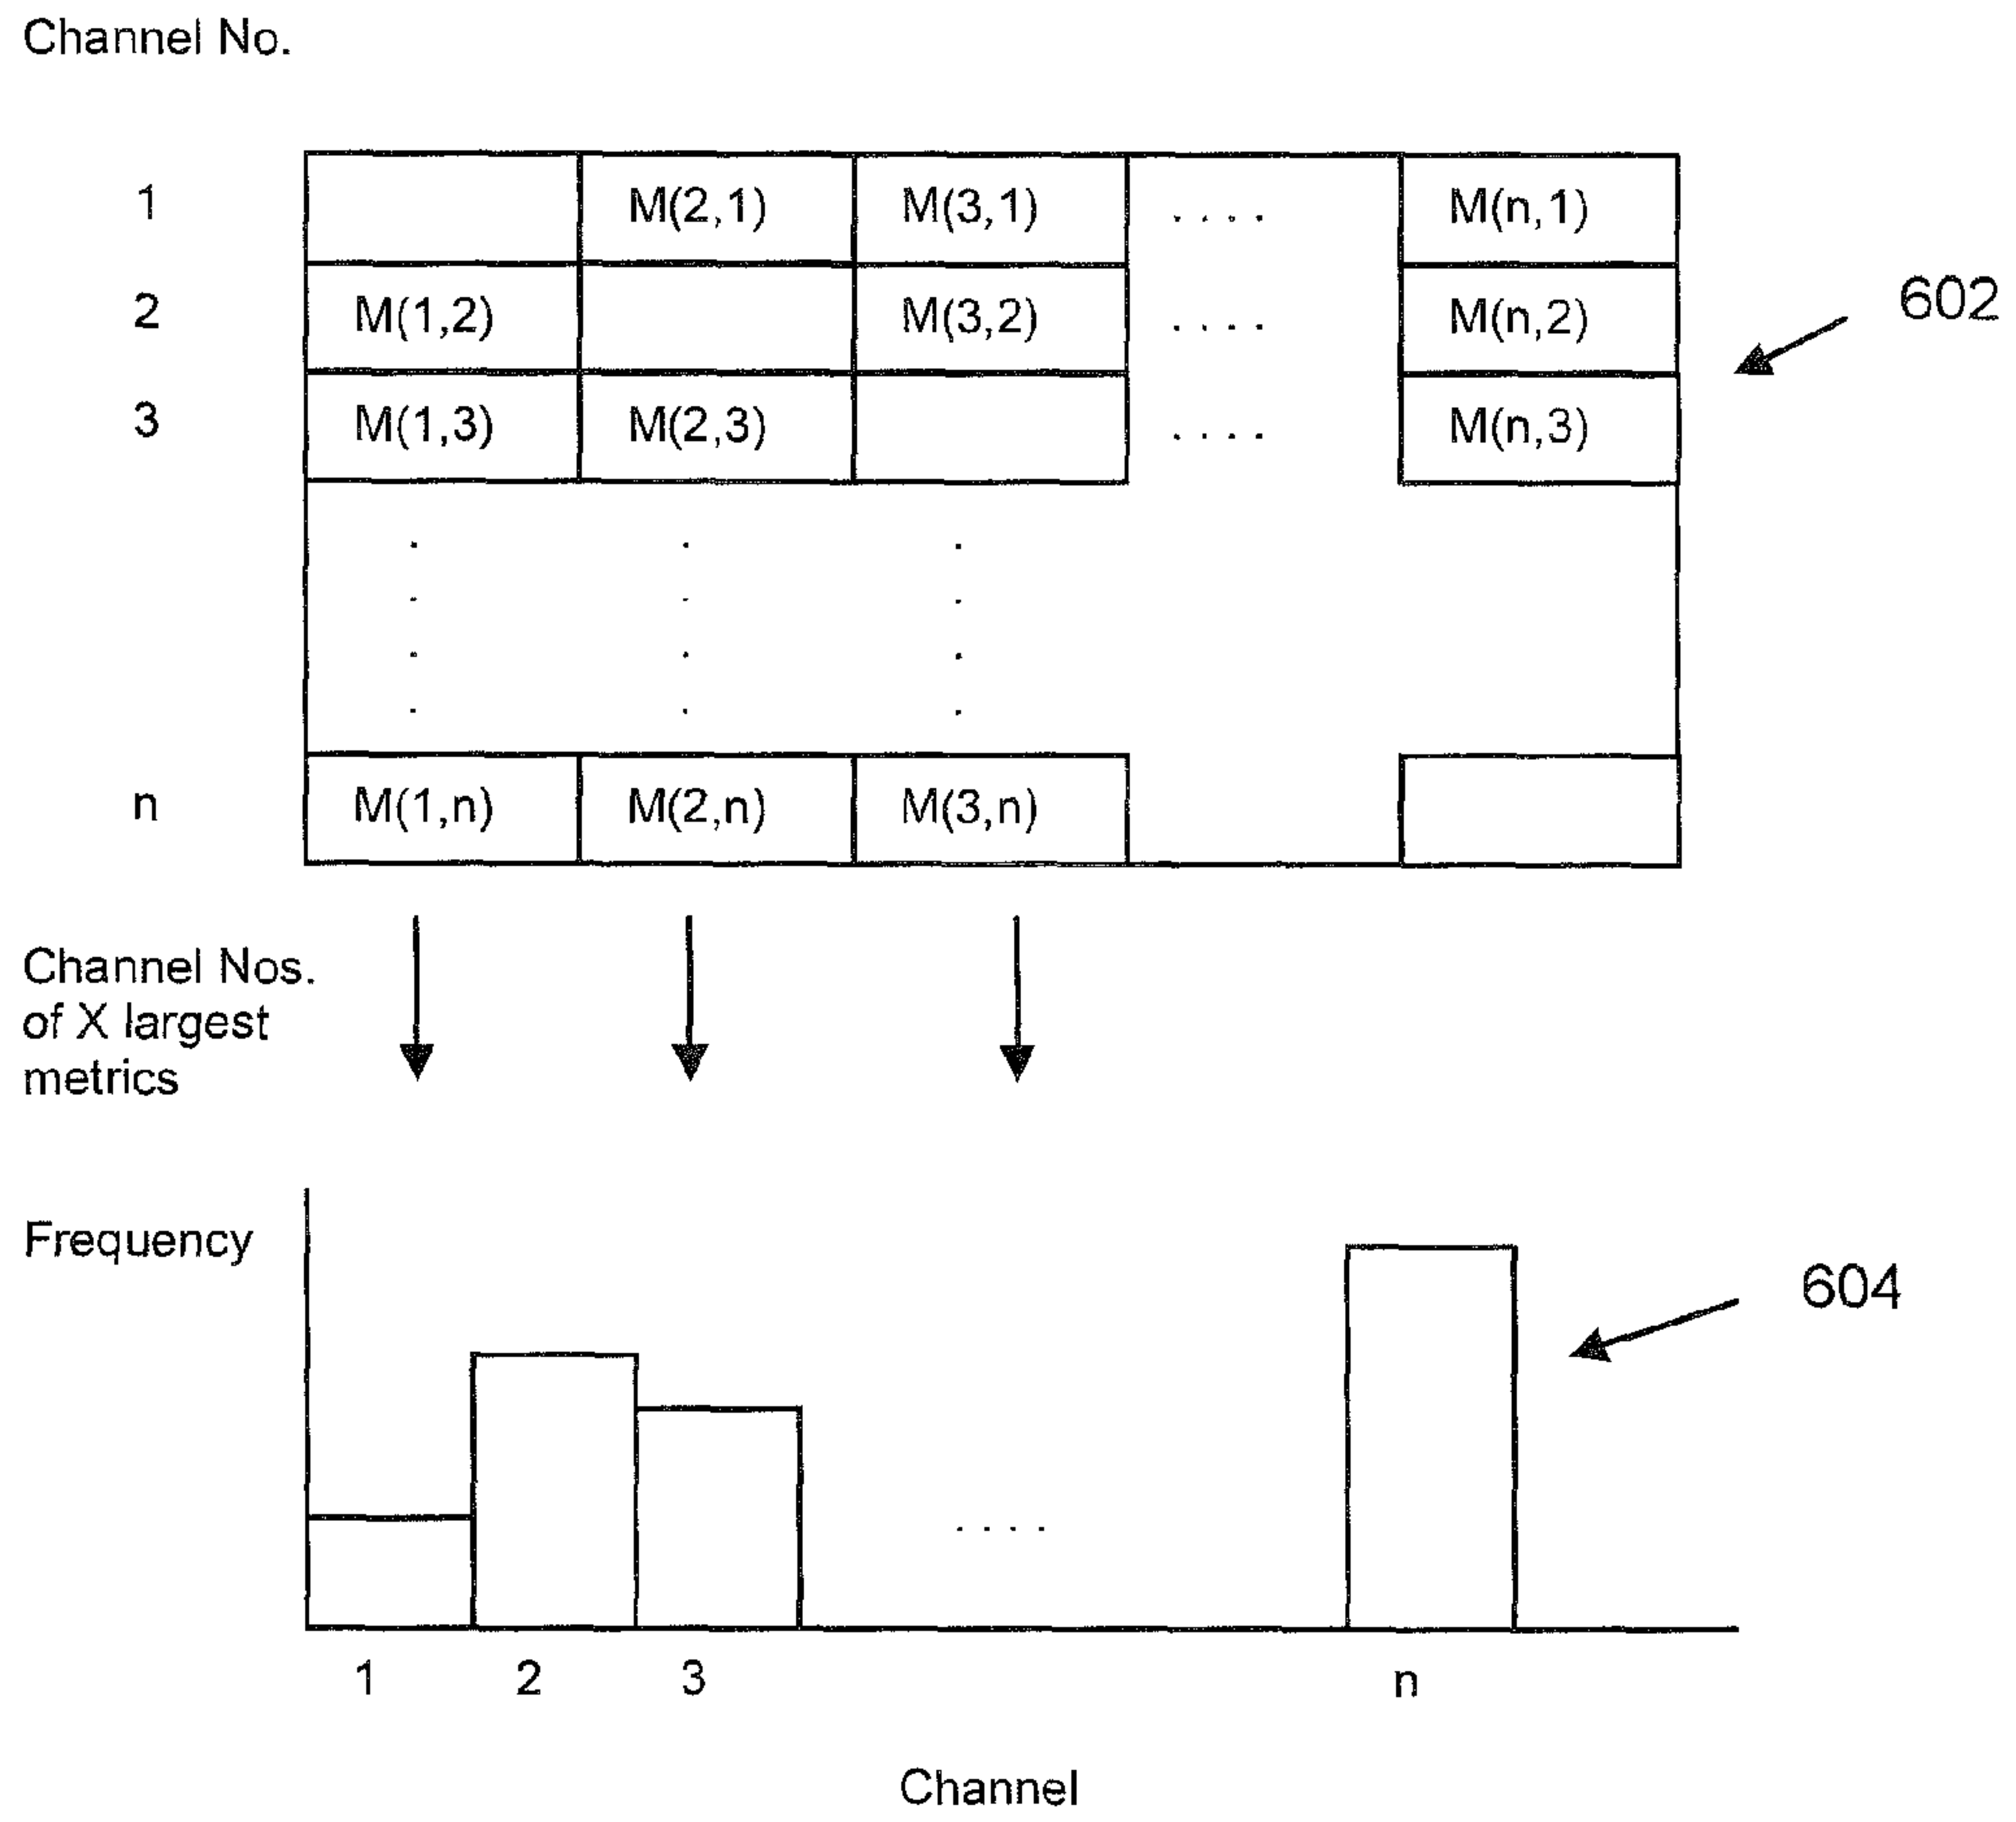 Channel No.
1 M(2,1) M(3,1) .... M(n,1)
2 M(1,2) M(3,2) .... M(n,2)
602
3 M(1,3) M(2,3) .... M(n,3)
n M(1,n) M(2,n) M(3,n)
Channel Nos.
of X largest
metrics
Frequency
604
....
1 2 3 n
Channel